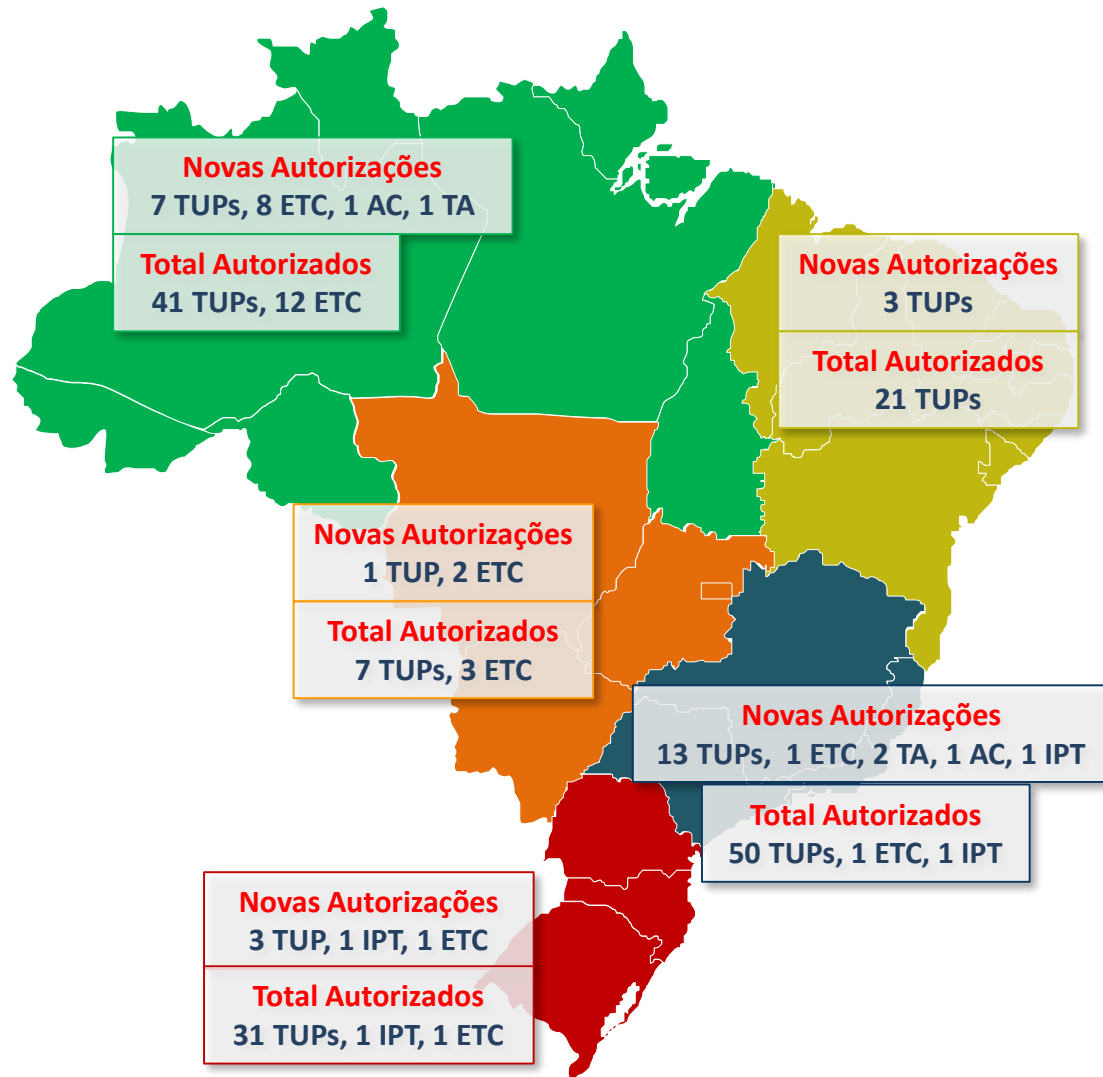 Novas Autorizações
7 TUPs, 8 ETC, 1 AC, 1 TA
Total Autorizados
41 TUPs, 12 ETC
Novas Autorizações
3 TUPs
Total Autorizados
21 TUPs
Novas Autorizações
1 TUP, 2 ETC
Total Autorizados
7 TUPs, 3 ETC
Novas Autorizações
13 TUPs, 1 ETC, 2 TA, 1 AC, 1 IPT
Total Autorizados
50 TUPs, 1 ETC, 1 IPT
Novas Autorizações
3 TUP, 1 IPT, 1 ETC
Total Autorizados
31 TUPs, 1 IPT, 1 ETC